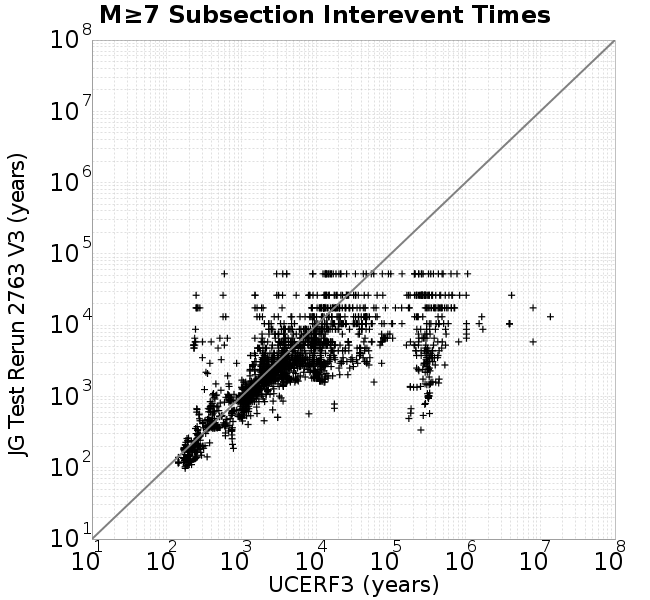 M≥7 Subsection Interevent Times
JG Test Rerun 2763 V3 (years)
10^8
10^7
10^6
10^5
10^4
10^3
10^2
10^1
10^1 10^2 10^3 10^4 10^5 10^6 10^7 10^8
UCERF3 (years)